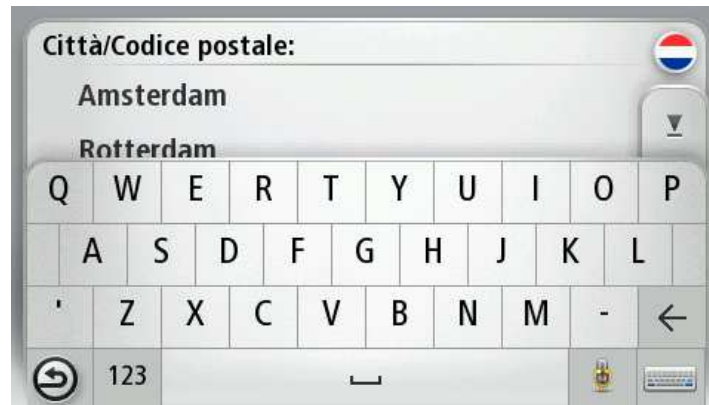 Città/Codice postale:
Amsterdam
Rotterdam
Q W E R T Y U I O P
A S D F G H J K L
' Z X C V B N M -
123